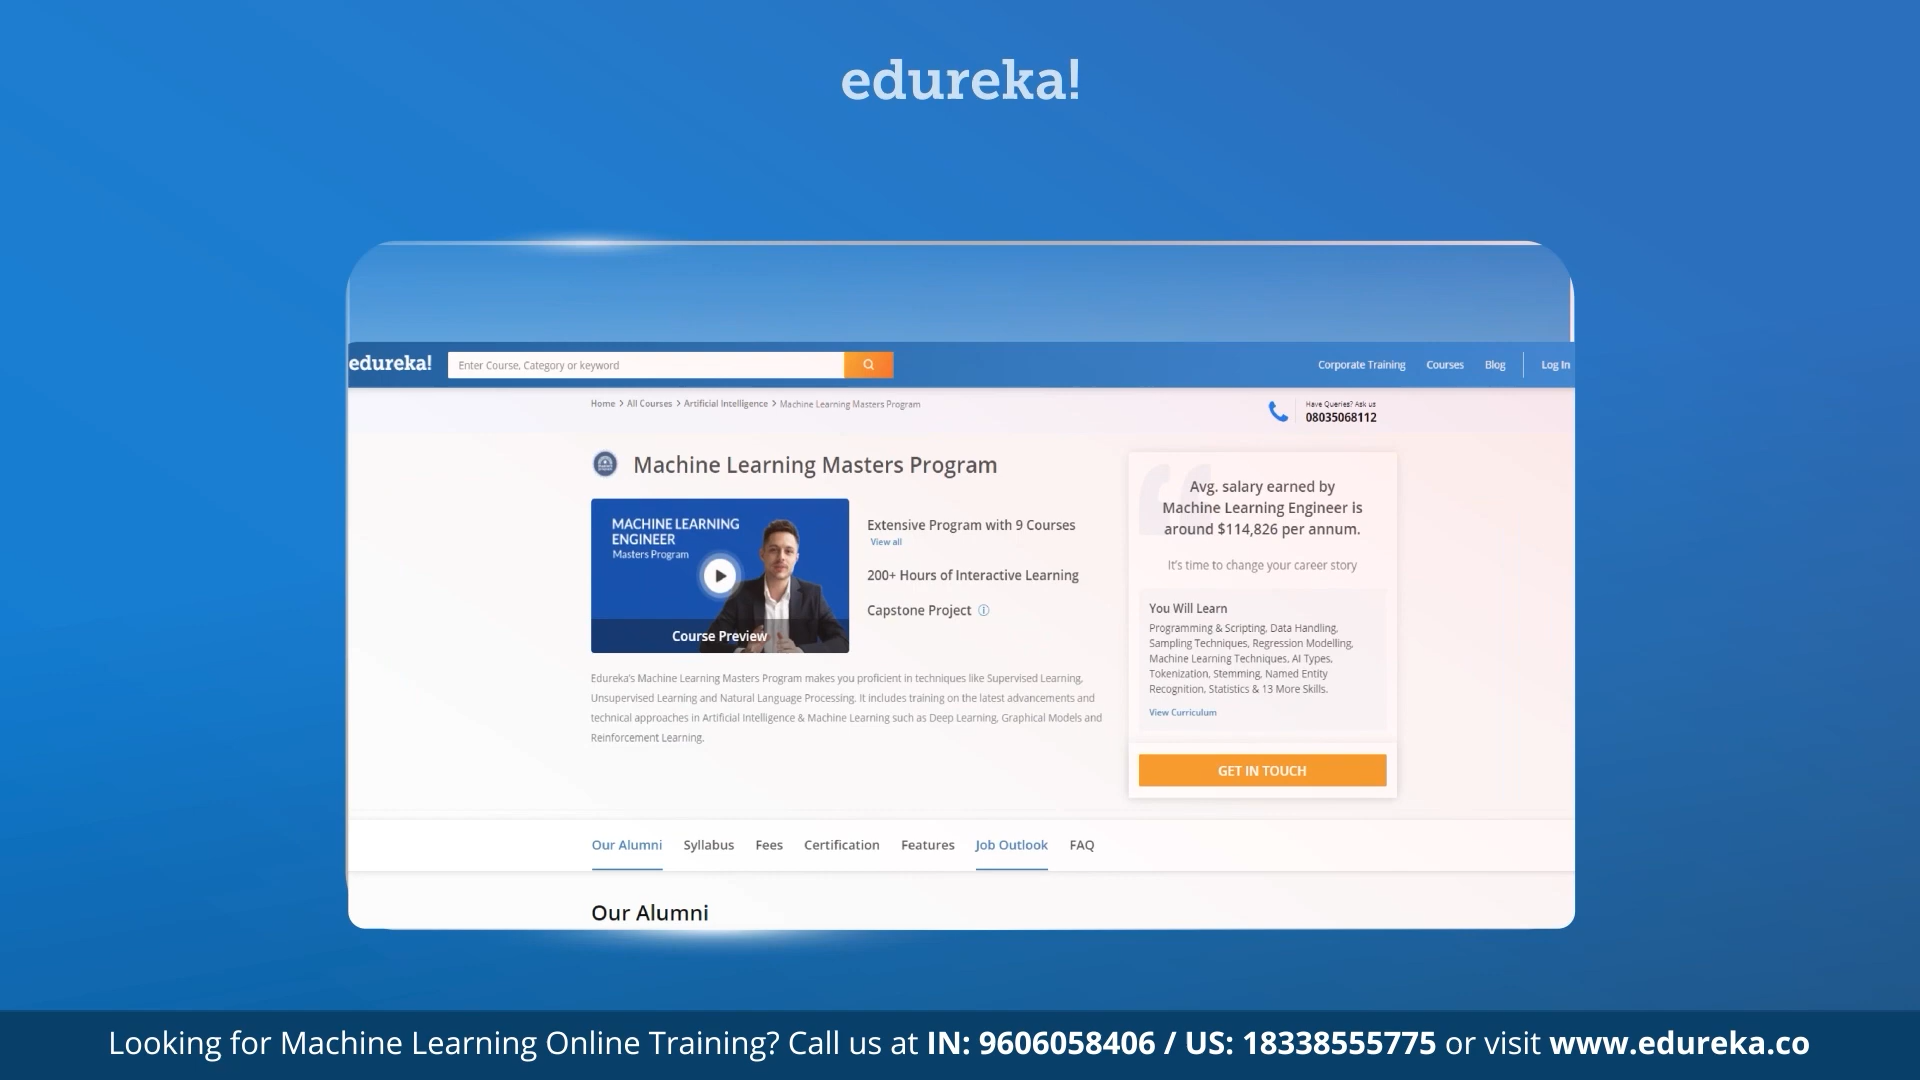 edureka!
edureka!
Enter Course, Category or keyword
Corporate Training Courses Blog Log In
Home > All Courses > Artificial Intelligence > Machine Learning Masters Program
Have Queries? Ask us
08035068112
Machine Learning Masters Program
MACHINE LEARNING
ENGINEER
Masters Program
Course Preview
Extensive Program with 9 Courses
View all
200+ Hours of Interactive Learning
Capstone Project
Edureka's Machine Learning Masters Program makes you proficient in techniques like Supervised Learning,
Unsupervised Learning and Natural Language Processing. It includes training on the latest advancements and
technical approaches in Artificial Intelligence & Machine Learning such as Deep Learning, Graphical Models and
Reinforcement Learning.
Avg. salary earned by
Machine Learning Engineer is
around $114,826 per annum.
It's time to change your career story
You Will Learn
Programming & Scripting, Data Handling,
Sampling Techniques, Regression Modelling,
Machine Learning Techniques, AI Types,
Tokenization, Stemming, Named Entity
Recognition, Statistics & 13 More Skills.
View Curriculum
GET IN TOUCH
Our Alumni Syllabus Fees Certification Features Job Outlook FAQ
Our Alumni
Looking for Machine Learning Online Training? Call us at IN: 9606058406 / US: 18338555775 or visit www.edureka.co